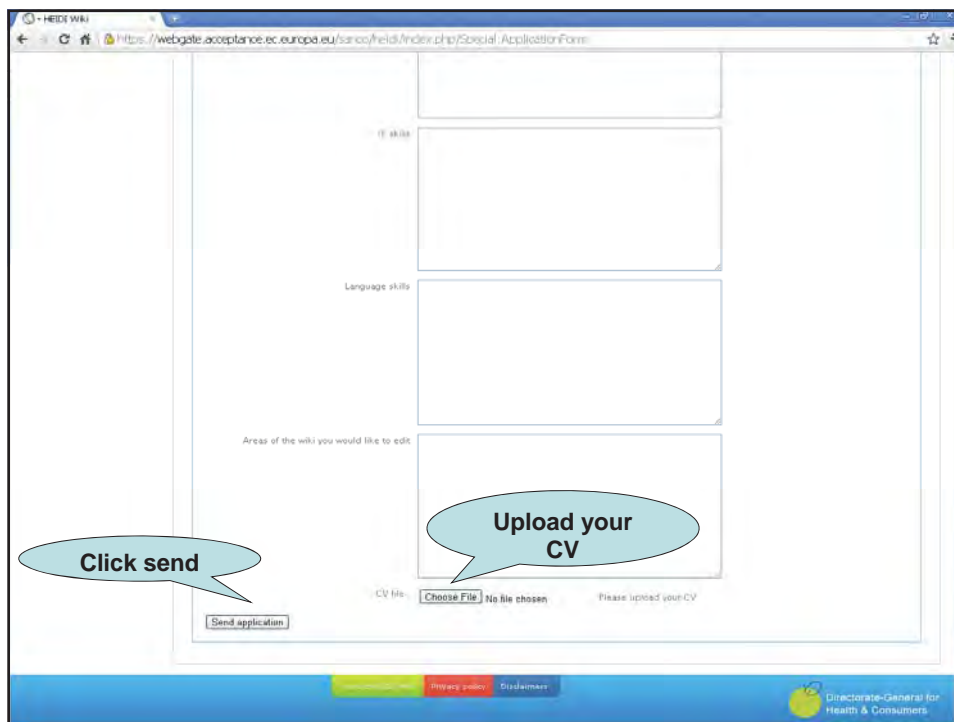 - HEIDI Wiki
https://webgate.acceptance.ec.europa.eu/sanco/heidi/index.php/Special:ApplicationForm
IT skills
Language skills
Areas of the wiki you would like to edit
Upload your
CV
Click send
CV file
Choose File No file chosen
Please upload your CV
Send application
Privacy policy
Disclaimers
Directorate-General for
Health & Consumers